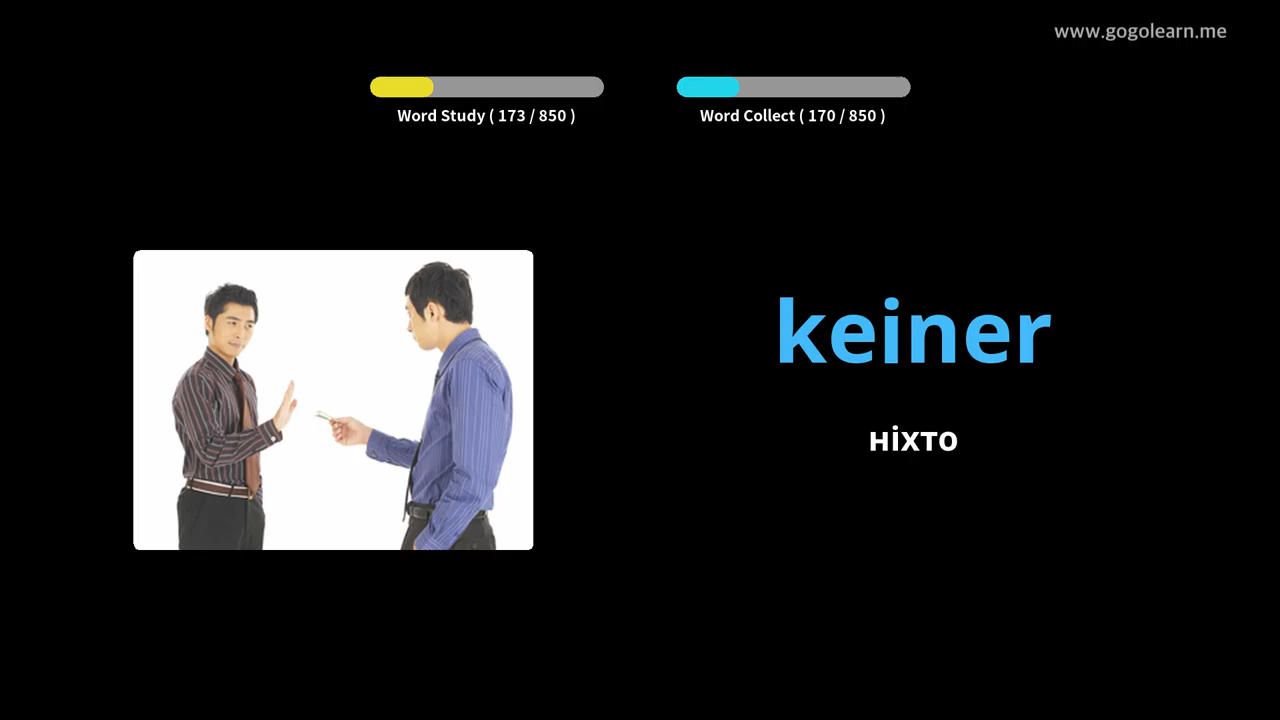 www.gogolearn.me
Word Study ( 173 / 850 )
Word Collect ( 170 / 850 )
keiner
ніхто